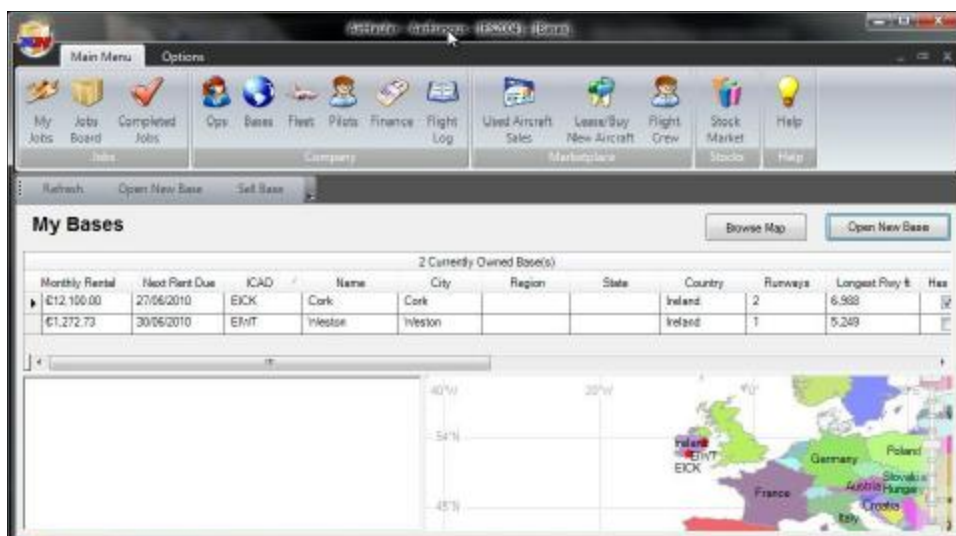 AirHauler - Airhangus - (FS2004) - [Bases]
Main Menu Options
My Jobs
Jobs Board
Completed Jobs
Ops
Bases
Fleet
Pilots
Finance
Flight Log
Used Aircraft Sales
Lease/Buy New Aircraft
Flight Crew
Stock Market
Help
Jobs
Company
Marketplace
Stocks
Help
Refresh Open New Base Sell Base
My Bases
Browse Map
Open New Base
2 Currently Owned Base(s)
Monthly Rental Next Rent Due ICAO Name City Region State Country Runways Longest Rwy ft Has
€12,100.00 27/06/2010 EICK Cork Cork Ireland 2 6,988
€1,272.73 30/06/2010 EIWT Weston Weston Ireland 1 5,249
40°W 20°W 0°
54°N
Ireland
EIWT
EICK
Germany
Poland
Slovakia
Austria Hungary
France
Croatia
45°N
Italy